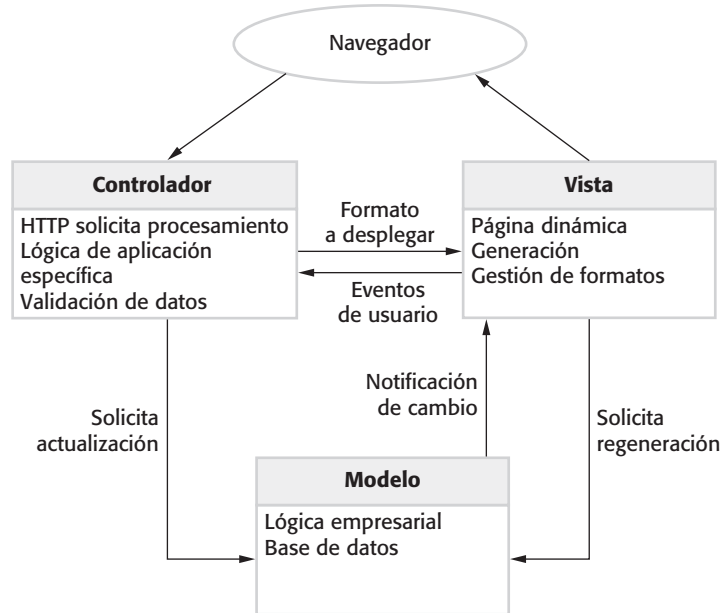 Navegador
Controlador
HTTP solicita procesamiento
Lógica de aplicación
específica
Validación de datos
Formato
a desplegar
Eventos
de usuario
Vista
Página dinámica
Generación
Gestión de formatos
Solicita
actualización
Notificación
de cambio
Solicita
regeneración
Modelo
Lógica empresarial
Base de datos